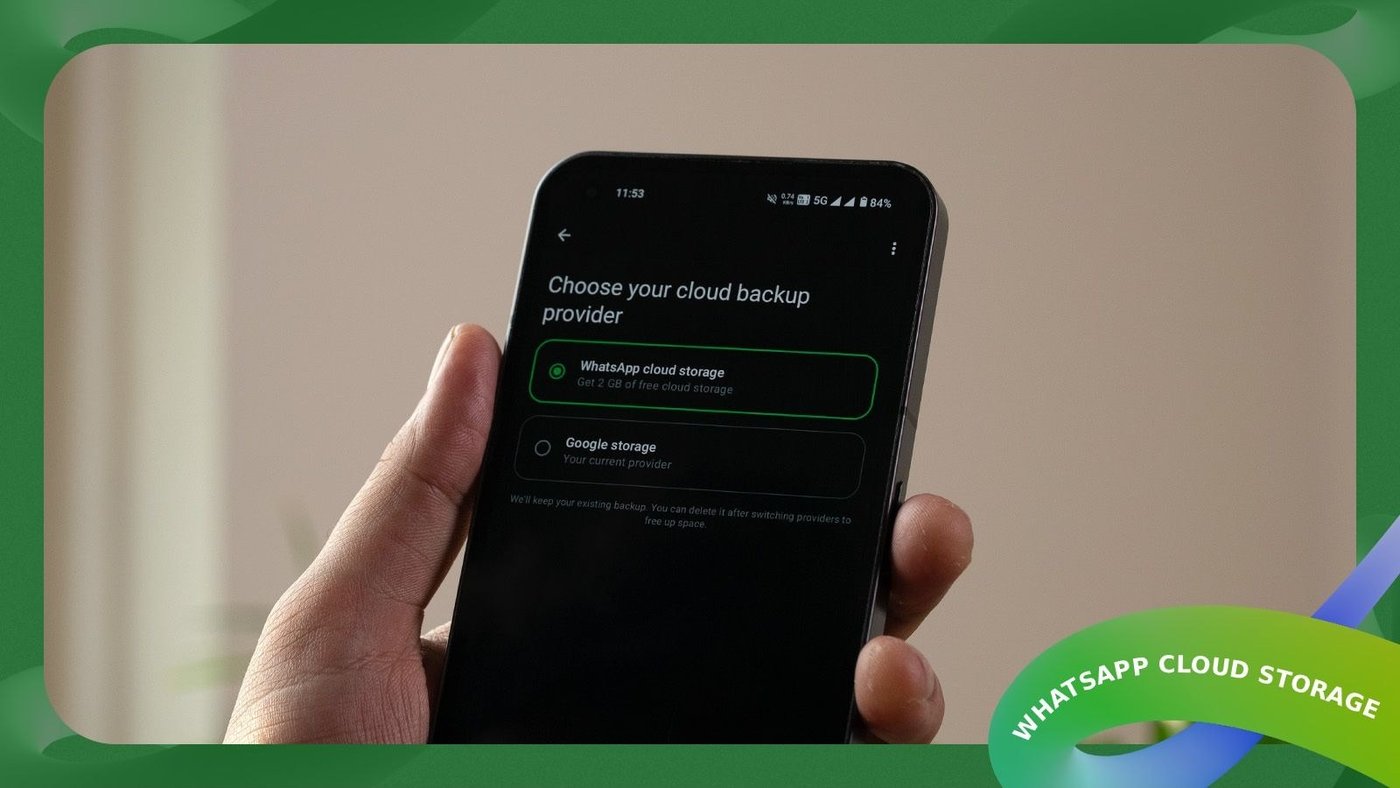 11:53
0.74
5G
84%
Choose your cloud backup
provider
WhatsApp cloud storage
Get 2 GB of free cloud storage
Google storage
Your current provider
We'll keep your existing backup. You can delete it after switching providers to
free up space.
WHATSAPP CLOUD STORAGE